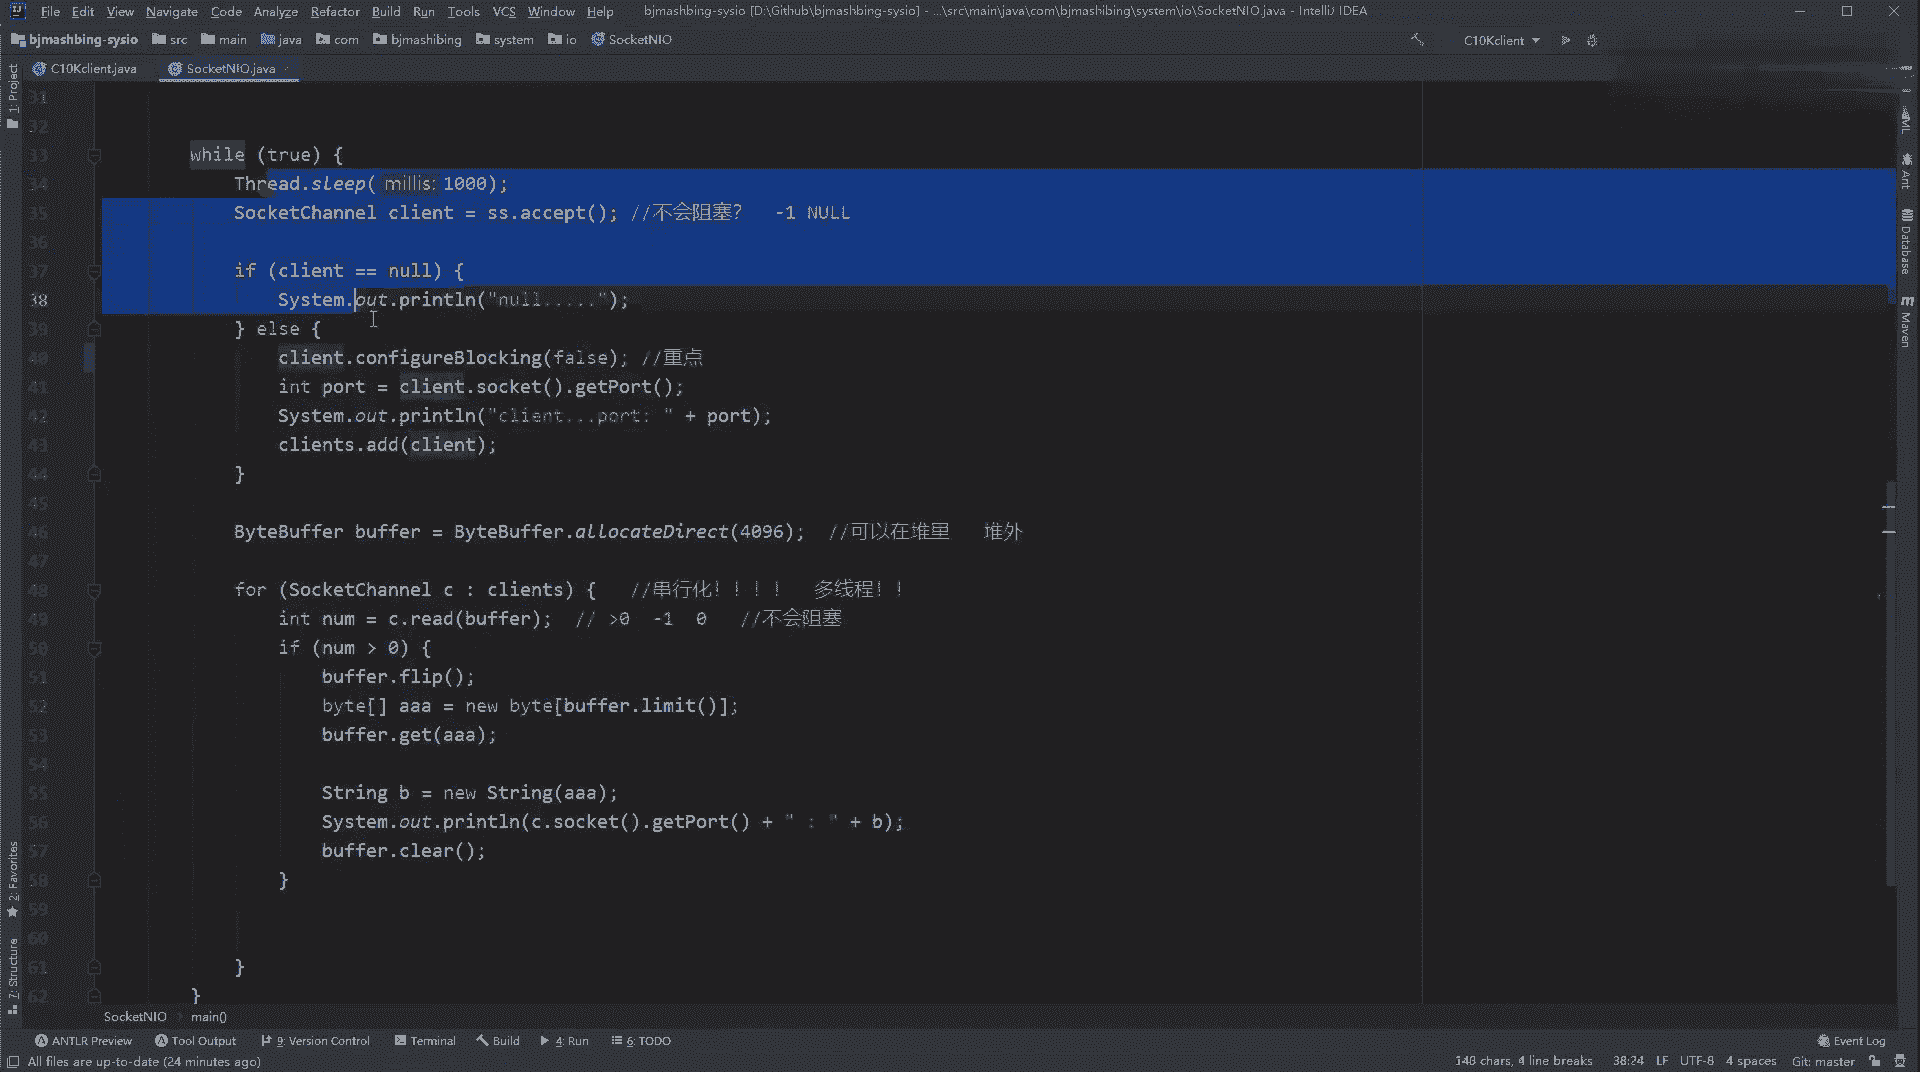 File Edit View Navigate Code Analyze Refactor Build Run Tools VCS Window Help bjmashbing-sysio [D:\Github\bjmashbing-sysio] - ...\src\main\java\com\bjmashibing\system\io\SocketNIO.java - IntelliJ IDEA
bjmashbing-sysio src main java com bjmashibing system io SocketNIO C10Kclient
C10Kclient.java SocketNIO.java
1: Project
31
32
33 while (true) {
34 Thread.sleep( millis: 1000);
35 SocketChannel client = ss.accept(); //不会阻塞? -1 NULL
36
37 if (client == null) {
38 System.out.println("null.....");
39 } else {
40 client.configureBlocking(false); //重点
41 int port = client.socket().getPort();
42 System.out.println("client...port: " + port);
43 clients.add(client);
44 }
45
46 ByteBuffer buffer = ByteBuffer.allocateDirect(4096); //可以在堆里 堆外
47
48 for (SocketChannel c : clients) { //串行化!!!! 多线程!!
49 int num = c.read(buffer); // >0 -1 0 //不会阻塞
50 if (num > 0) {
51 buffer.flip();
52 byte[] aaa = new byte[buffer.limit()];
53 buffer.get(aaa);
54
55 String b = new String(aaa);
56 System.out.println(c.socket().getPort() + " : " + b);
57 buffer.clear();
58 }
59
60
61 }
62 }
Ant
Database
Maven
2: Favorites
7: Structure
SocketNIO main()
ANTLR Preview Tool Output 9: Version Control Terminal Build 4: Run 6: TODO Event Log
All files are up-to-date (24 minutes ago) 148 chars, 4 line breaks 38:24 LF UTF-8 4 spaces Git: master